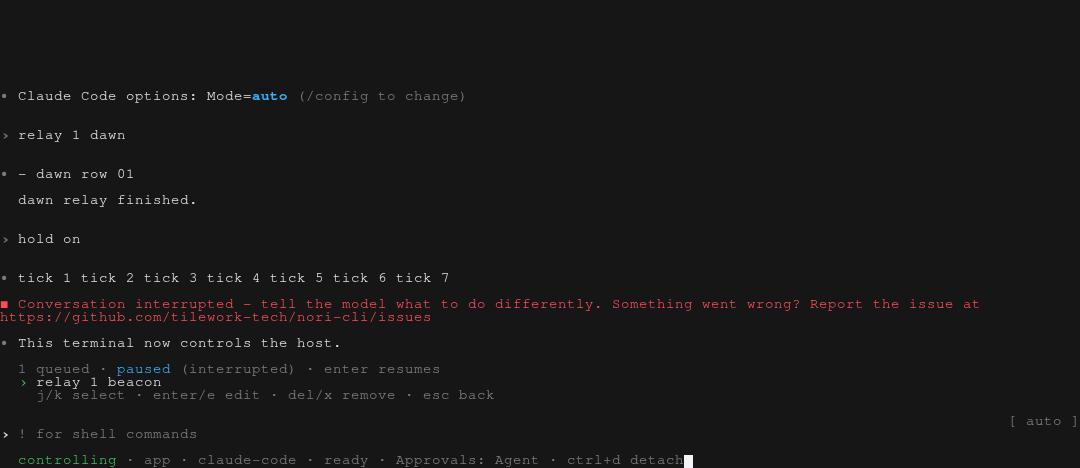 • Claude Code options: Mode=auto (/config to change)
› relay 1 dawn
• - dawn row 01
dawn relay finished.
› hold on
• tick 1 tick 2 tick 3 tick 4 tick 5 tick 6 tick 7
■ Conversation interrupted - tell the model what to do differently. Something went wrong? Report the issue at
https://github.com/tilework-tech/nori-cli/issues
• This terminal now controls the host.
1 queued · paused (interrupted) · enter resumes
› relay 1 beacon
j/k select · enter/e edit · del/x remove · esc back
[ auto ]
› ! for shell commands
controlling · app · claude-code · ready · Approvals: Agent · ctrl+d detach